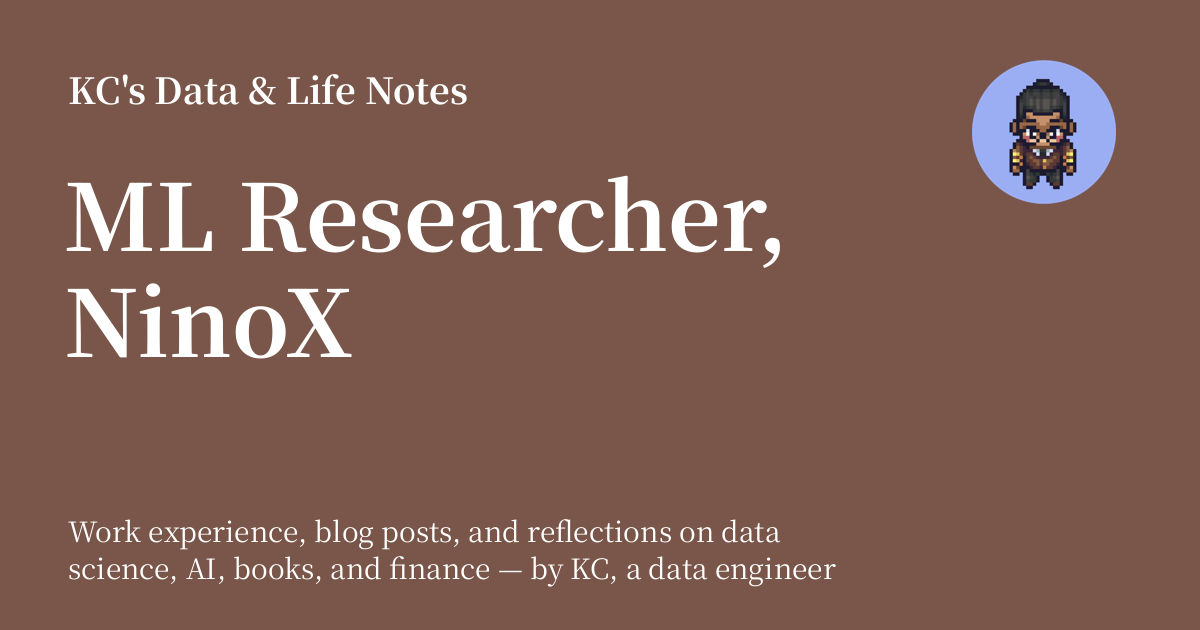 KC's Data & Life Notes
ML Researcher,
NinoX
Work experience, blog posts, and reflections on data
science, AI, books, and finance — by KC, a data engineer